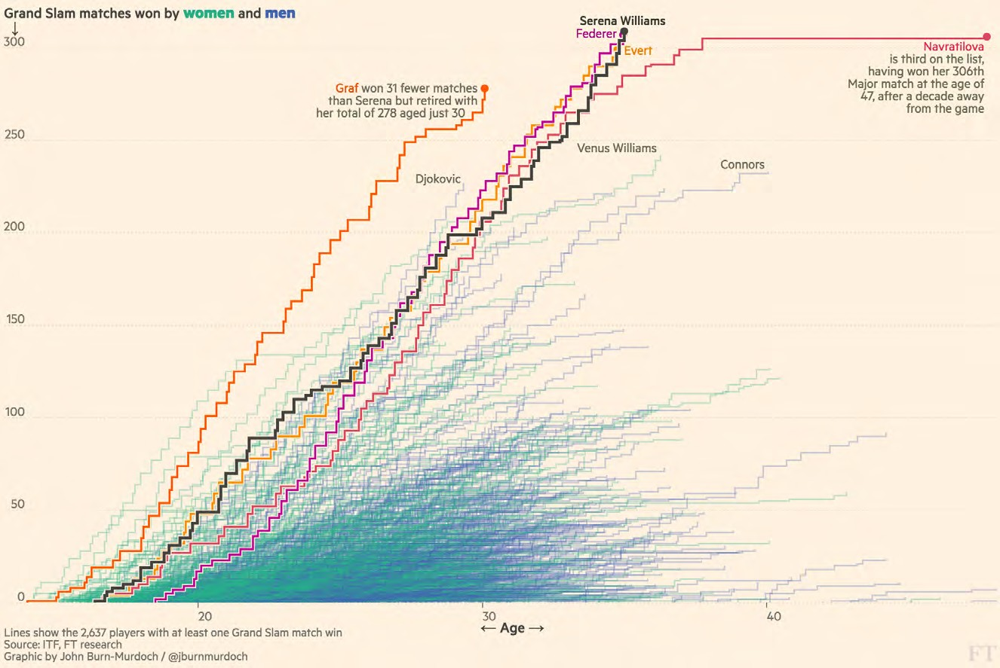 Grand Slam matches won by women and men
↓
300
Serena Williams
Federer
Evert
Navratilova
is third on the list,
having won her 306th
Major match at the age of
47, after a decade away
from the game
Graf won 31 fewer matches
than Serena but retired with
her total of 278 aged just 30
250
Venus Williams
Connors
Djokovic
200
150
100
50
0
20
30
40
← Age →
Lines show the 2,637 players with at least one Grand Slam match win
Source: ITF, FT research
Graphic by John Burn-Murdoch / @jburnmurdoch
FT